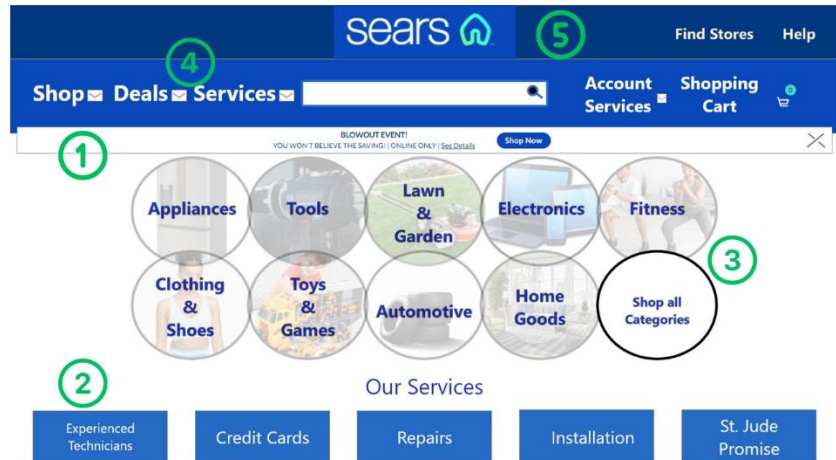 sears
5
Find Stores Help
4
Shop Deals Services
Account Services
Shopping Cart
0
1
BLOWOUT EVENT!
YOU WON'T BELIEVE THE SAVING! | ONLINE ONLY | See Details
Shop Now
Appliances
Tools
Lawn
&
Garden
Electronics
Fitness
3
Clothing
&
Shoes
Toys
&
Games
Automotive
Home
Goods
Shop all
Categories
2
Our Services
Experienced
Technicians
Credit Cards
Repairs
Installation
St. Jude
Promise